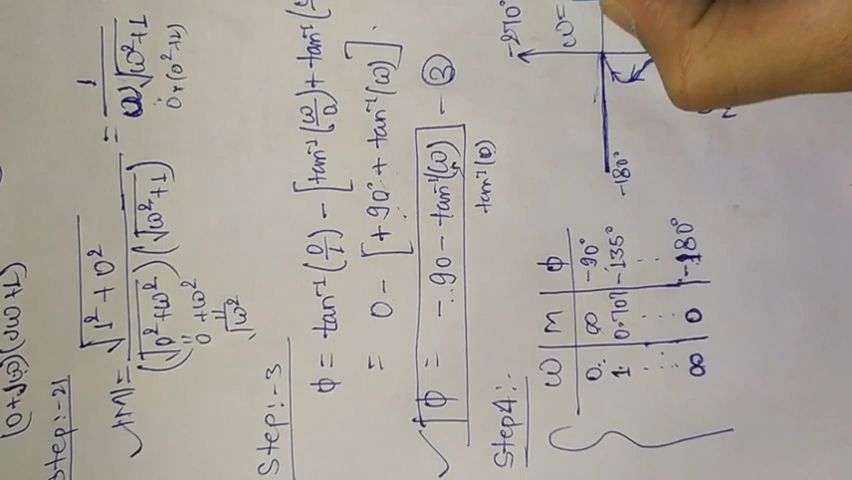 (0+jω)(jω+1)
Step:-2)
|M| = √1²+0² / (√0²+ω²)(√ω²+1) = 1 / ω√ω²+1
0+ω²
0×(0²+1)
√ω²
Step:-3
ϕ = tan⁻¹(0/1) - [tan⁻¹(ω/0) + tan⁻¹(
= 0 - [+90° + tan⁻¹(ω)].
ϕ = -90 - tan⁻¹(ω) - ③
tan⁻¹(0)
Step4:-
ω | M | ϕ
0 | ∞ | -90°
1 | 0.707 | -135°
∞ | 0 | -180°
-270°
ω=
-180°